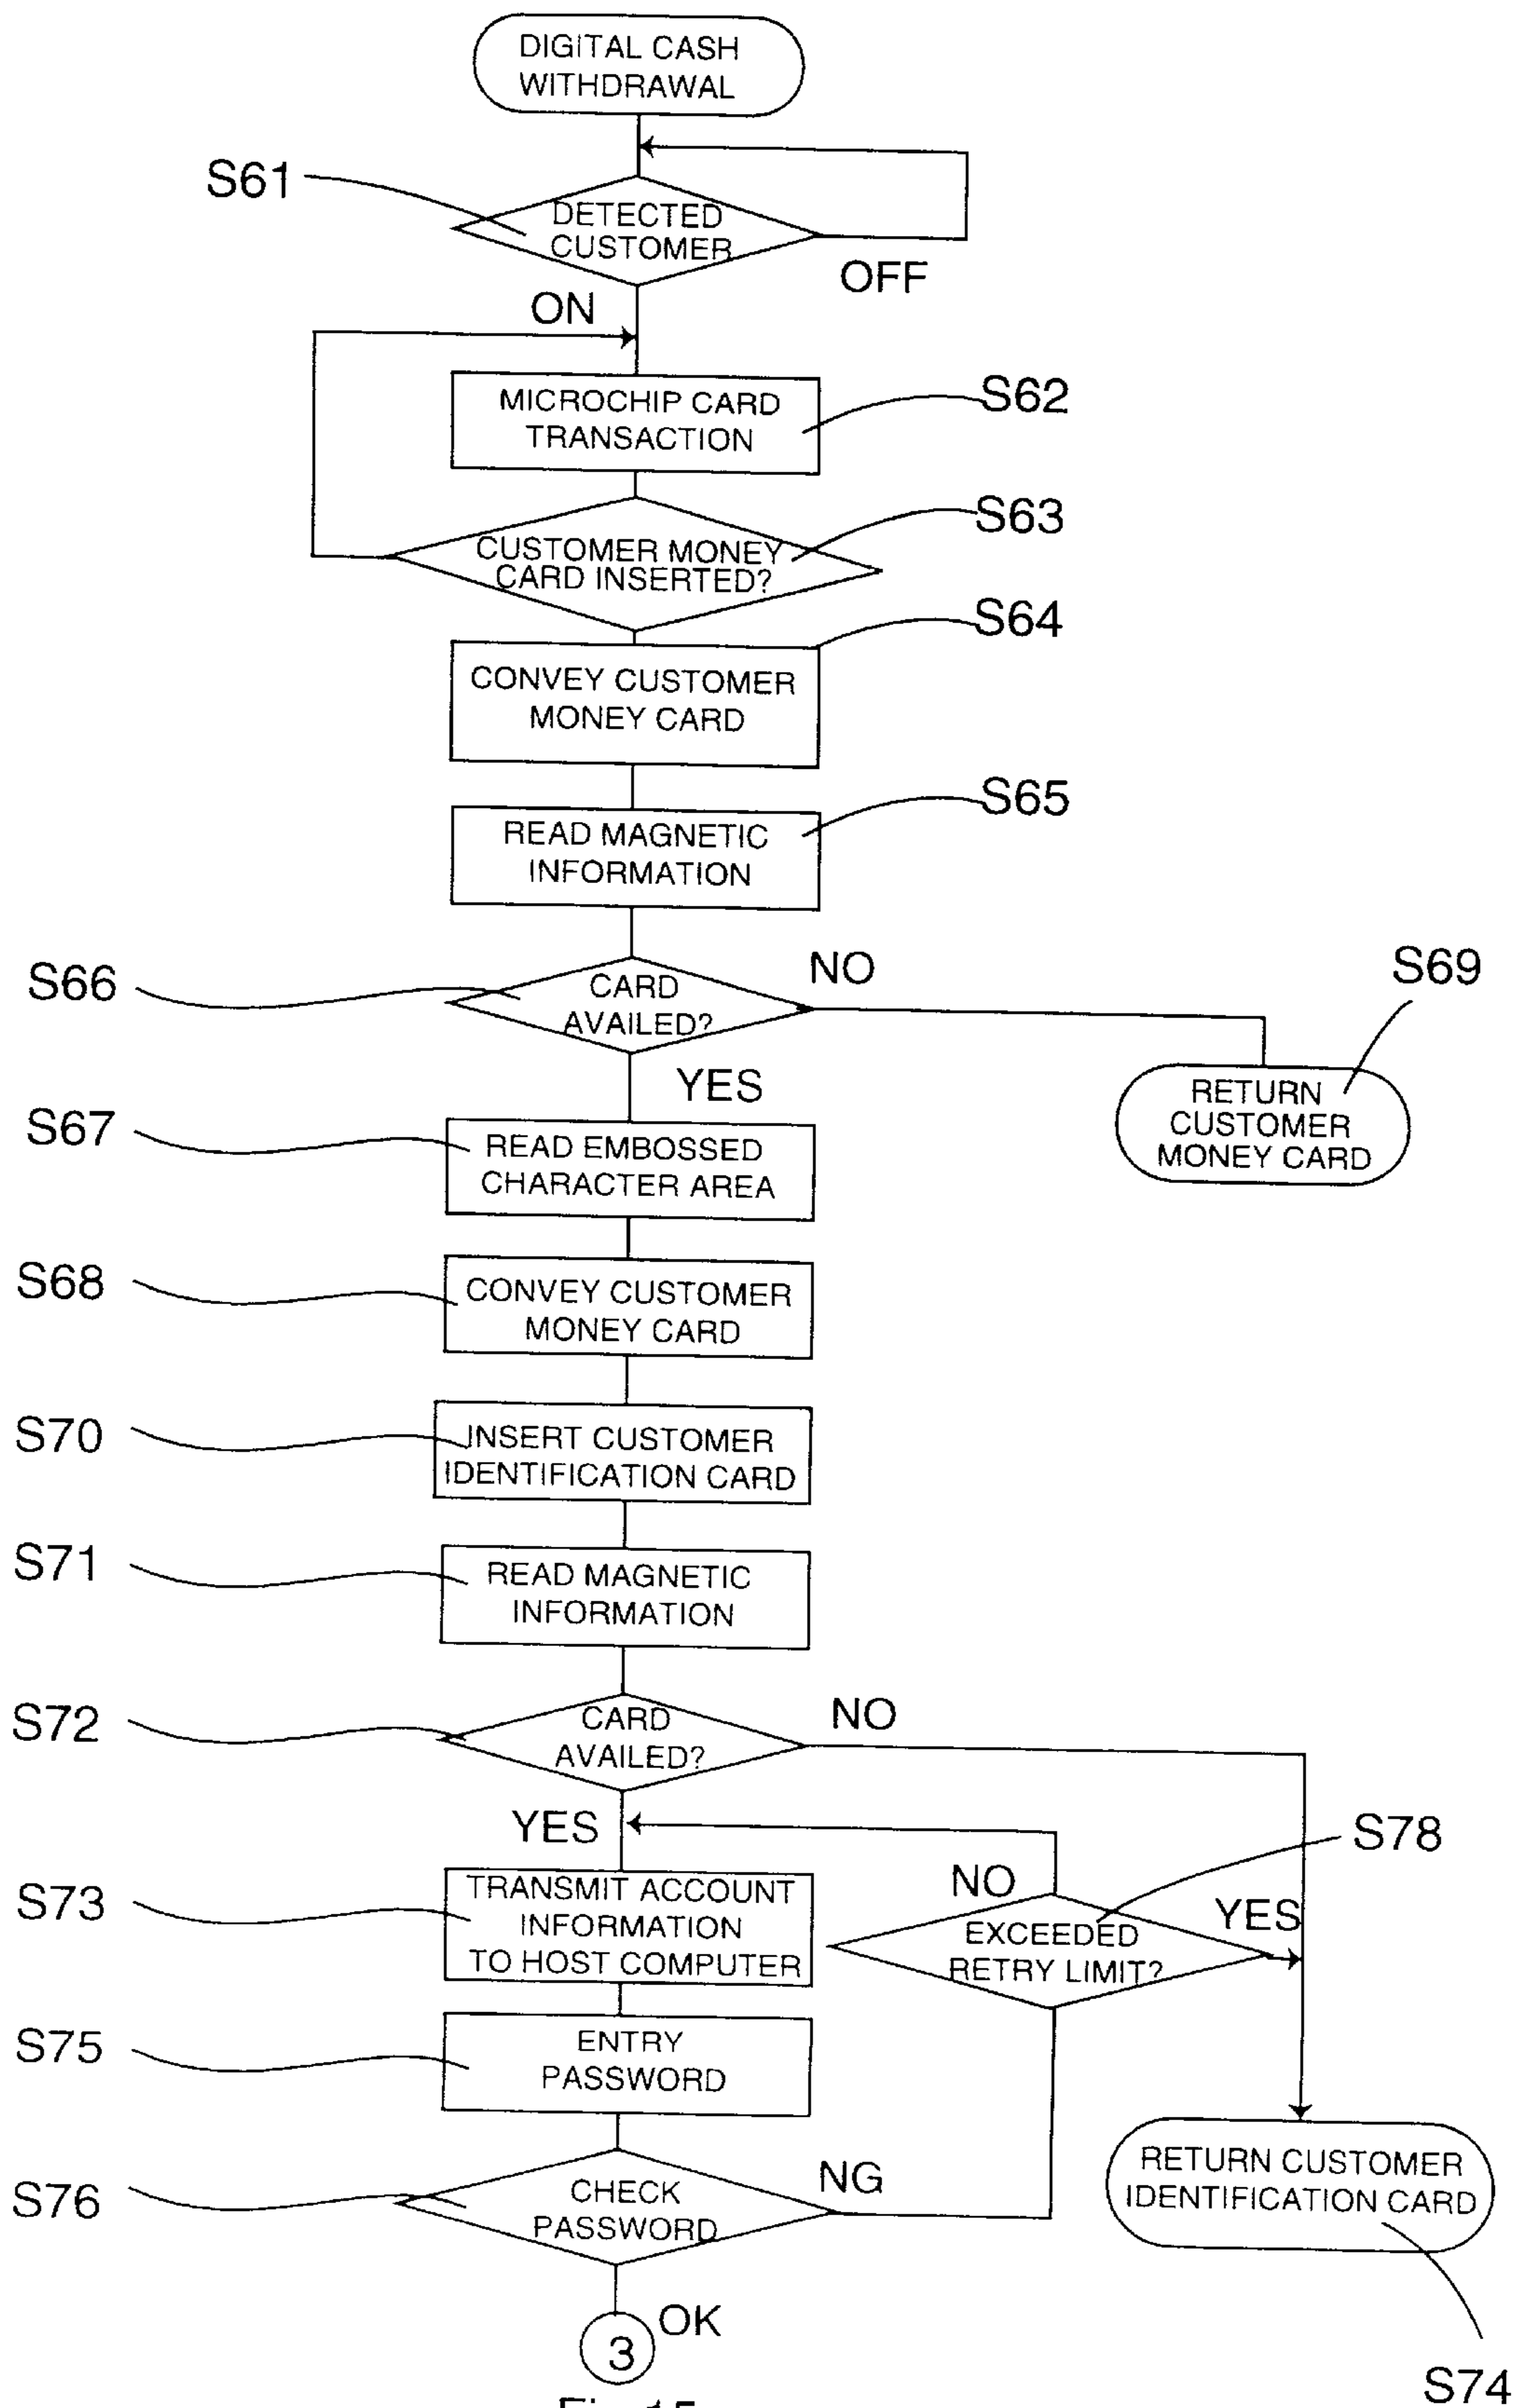 DIGITAL CASH
WITHDRAWAL
S61
DETECTED
CUSTOMER
OFF
ON
MICROCHIP CARD
TRANSACTION
S62
CUSTOMER MONEY
CARD INSERTED?
S63
S64
CONVEY CUSTOMER
MONEY CARD
S65
READ MAGNETIC
INFORMATION
S66
CARD
AVAILED?
NO
S69
YES
RETURN
CUSTOMER
MONEY CARD
S67
READ EMBOSSED
CHARACTER AREA
S68
CONVEY CUSTOMER
MONEY CARD
S70
INSERT CUSTOMER
IDENTIFICATION CARD
S71
READ MAGNETIC
INFORMATION
S72
CARD
AVAILED?
NO
YES
S78
S73
TRANSMIT ACCOUNT
INFORMATION
TO HOST COMPUTER
NO
YES
EXCEEDED
RETRY LIMIT?
S75
ENTRY
PASSWORD
S76
CHECK
PASSWORD
NG
RETURN CUSTOMER
IDENTIFICATION CARD
OK
3
S74